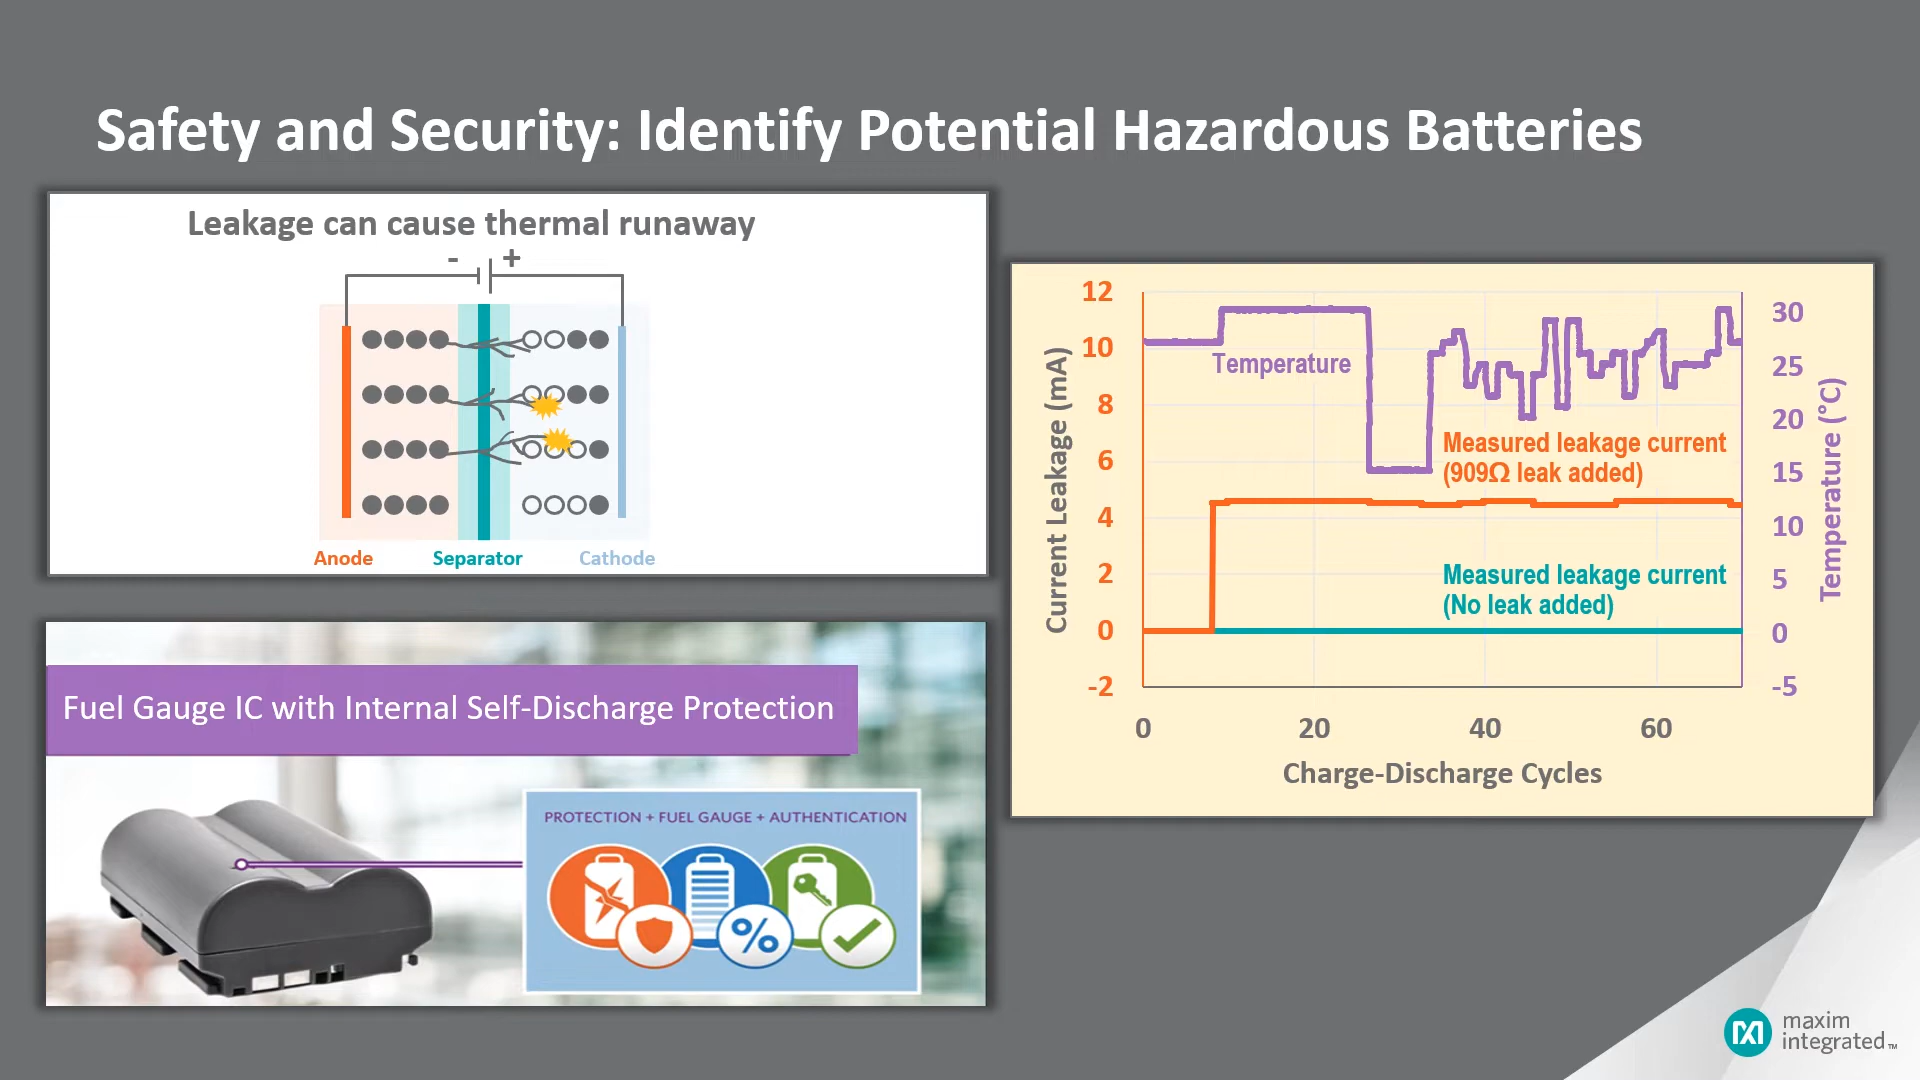 Safety and Security: Identify Potential Hazardous Batteries
Leakage can cause thermal runaway
- +
Anode Separator Cathode
Fuel Gauge IC with Internal Self-Discharge Protection
PROTECTION + FUEL GAUGE + AUTHENTICATION
%
12
10
8
6
4
2
0
-2
Current Leakage (mA)
Temperature
Measured leakage current
(909Ω leak added)
Measured leakage current
(No leak added)
30
25
20
15
10
5
0
-5
Temperature (°C)
0 20 40 60
Charge-Discharge Cycles
maxim
integrated™